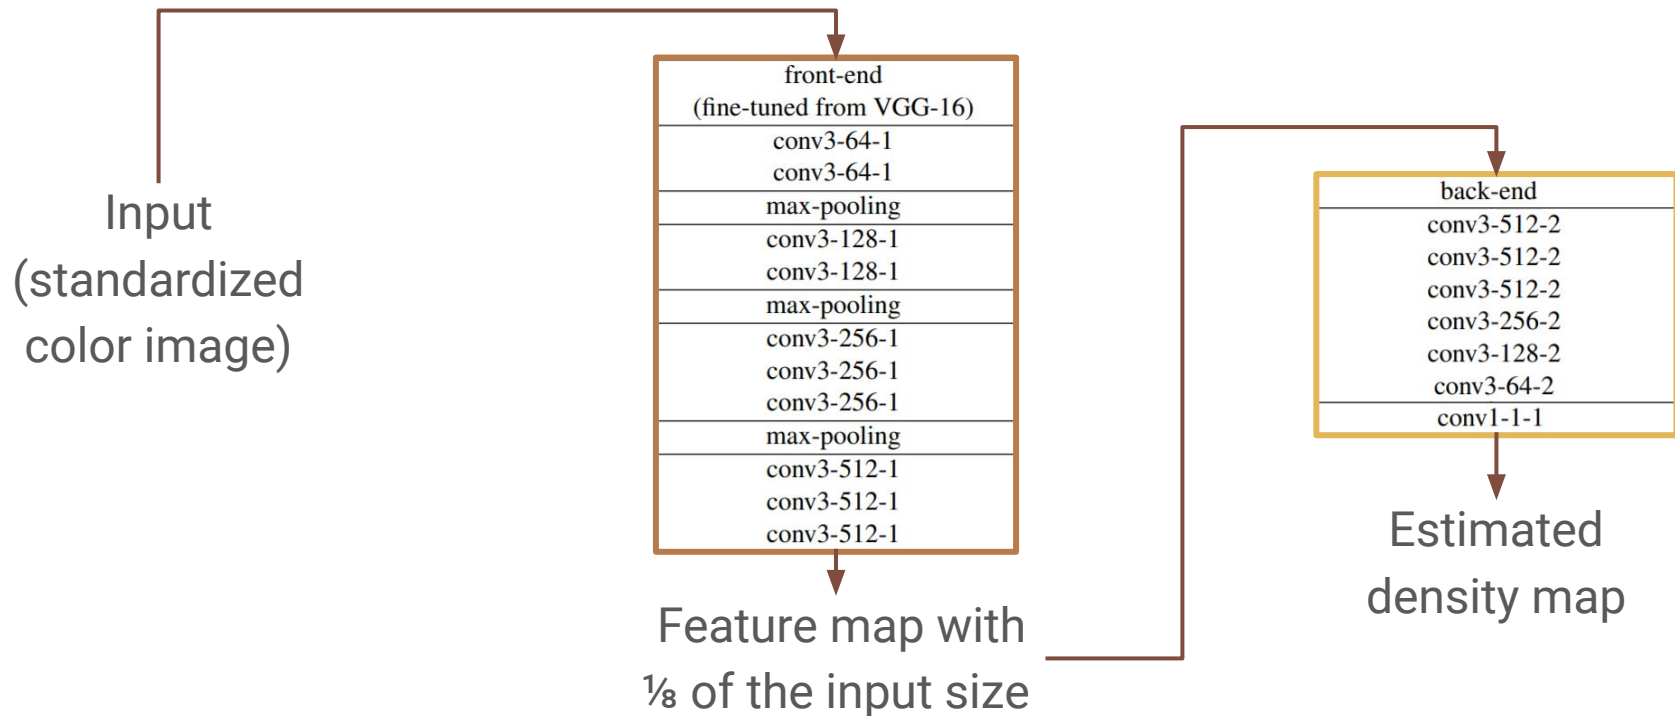 Input
(standardized
color image)
front-end
(fine-tuned from VGG-16)
conv3-64-1
conv3-64-1
max-pooling
conv3-128-1
conv3-128-1
max-pooling
conv3-256-1
conv3-256-1
conv3-256-1
max-pooling
conv3-512-1
conv3-512-1
conv3-512-1
Feature map with
⅛ of the input size
back-end
conv3-512-2
conv3-512-2
conv3-512-2
conv3-256-2
conv3-128-2
conv3-64-2
conv1-1-1
Estimated
density map